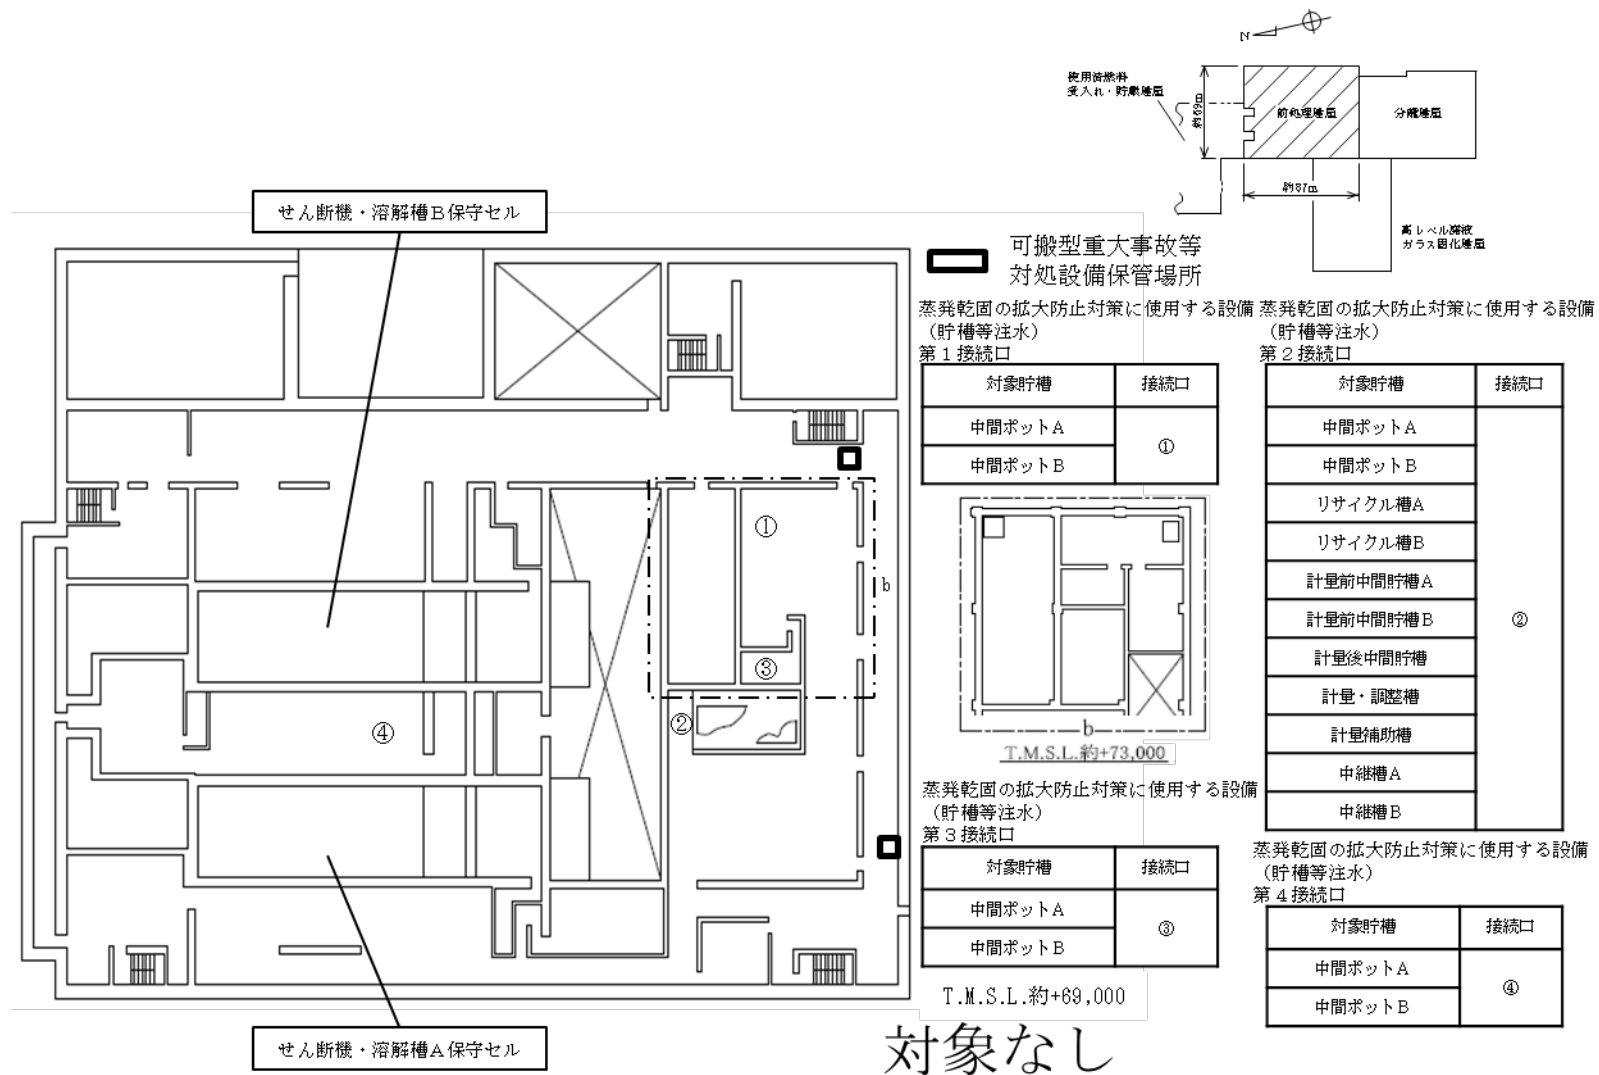 N
使用済燃料
受入れ・貯蔵建屋
約69m
前処理建屋
分離建屋
約87m
高レベル廃液
ガラス固化建屋
せん断機・溶解槽B保守セル
可搬型重大事故等
対処設備保管場所
蒸発乾固の拡大防止対策に使用する設備
（貯槽等注水）
第1接続口
対象貯槽 接続口
中間ポットA
①
中間ポットB
蒸発乾固の拡大防止対策に使用する設備
（貯槽等注水）
第2接続口
対象貯槽 接続口
中間ポットA
中間ポットB
リサイクル槽A
リサイクル槽B
計量前中間貯槽A
計量前中間貯槽B
②
計量後中間貯槽
計量・調整槽
計量補助槽
中継槽A
中継槽B
①
b
③
②
④
b
T.M.S.L.約+73,000
蒸発乾固の拡大防止対策に使用する設備
（貯槽等注水）
第3接続口
対象貯槽 接続口
中間ポットA
③
中間ポットB
蒸発乾固の拡大防止対策に使用する設備
（貯槽等注水）
第4接続口
対象貯槽 接続口
中間ポットA
④
中間ポットB
T.M.S.L.約+69,000
せん断機・溶解槽A保守セル
対象なし